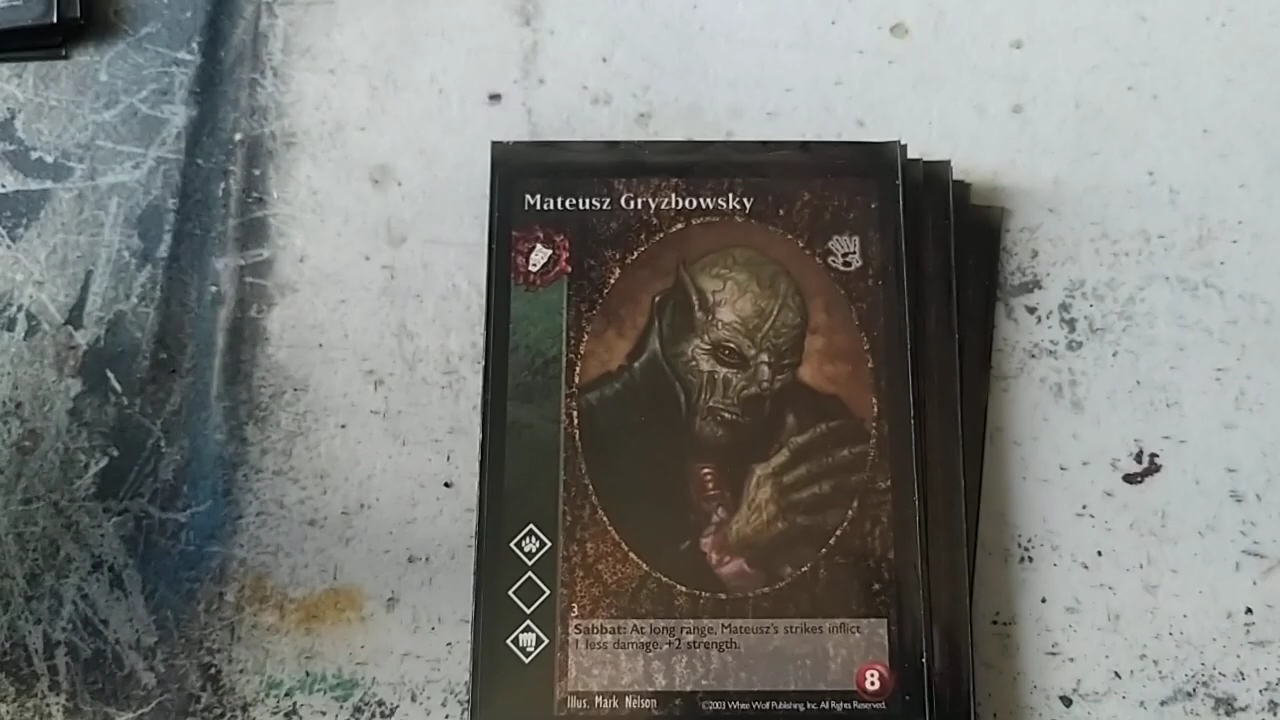 Mateusz Gryzbowsky
3
Sabbat: At long range, Mateusz's strikes inflict
1 less damage. +2 strength.
8
Illus. Mark Nelson
©2003 White Wolf Publishing, Inc. All Rights Reserved.